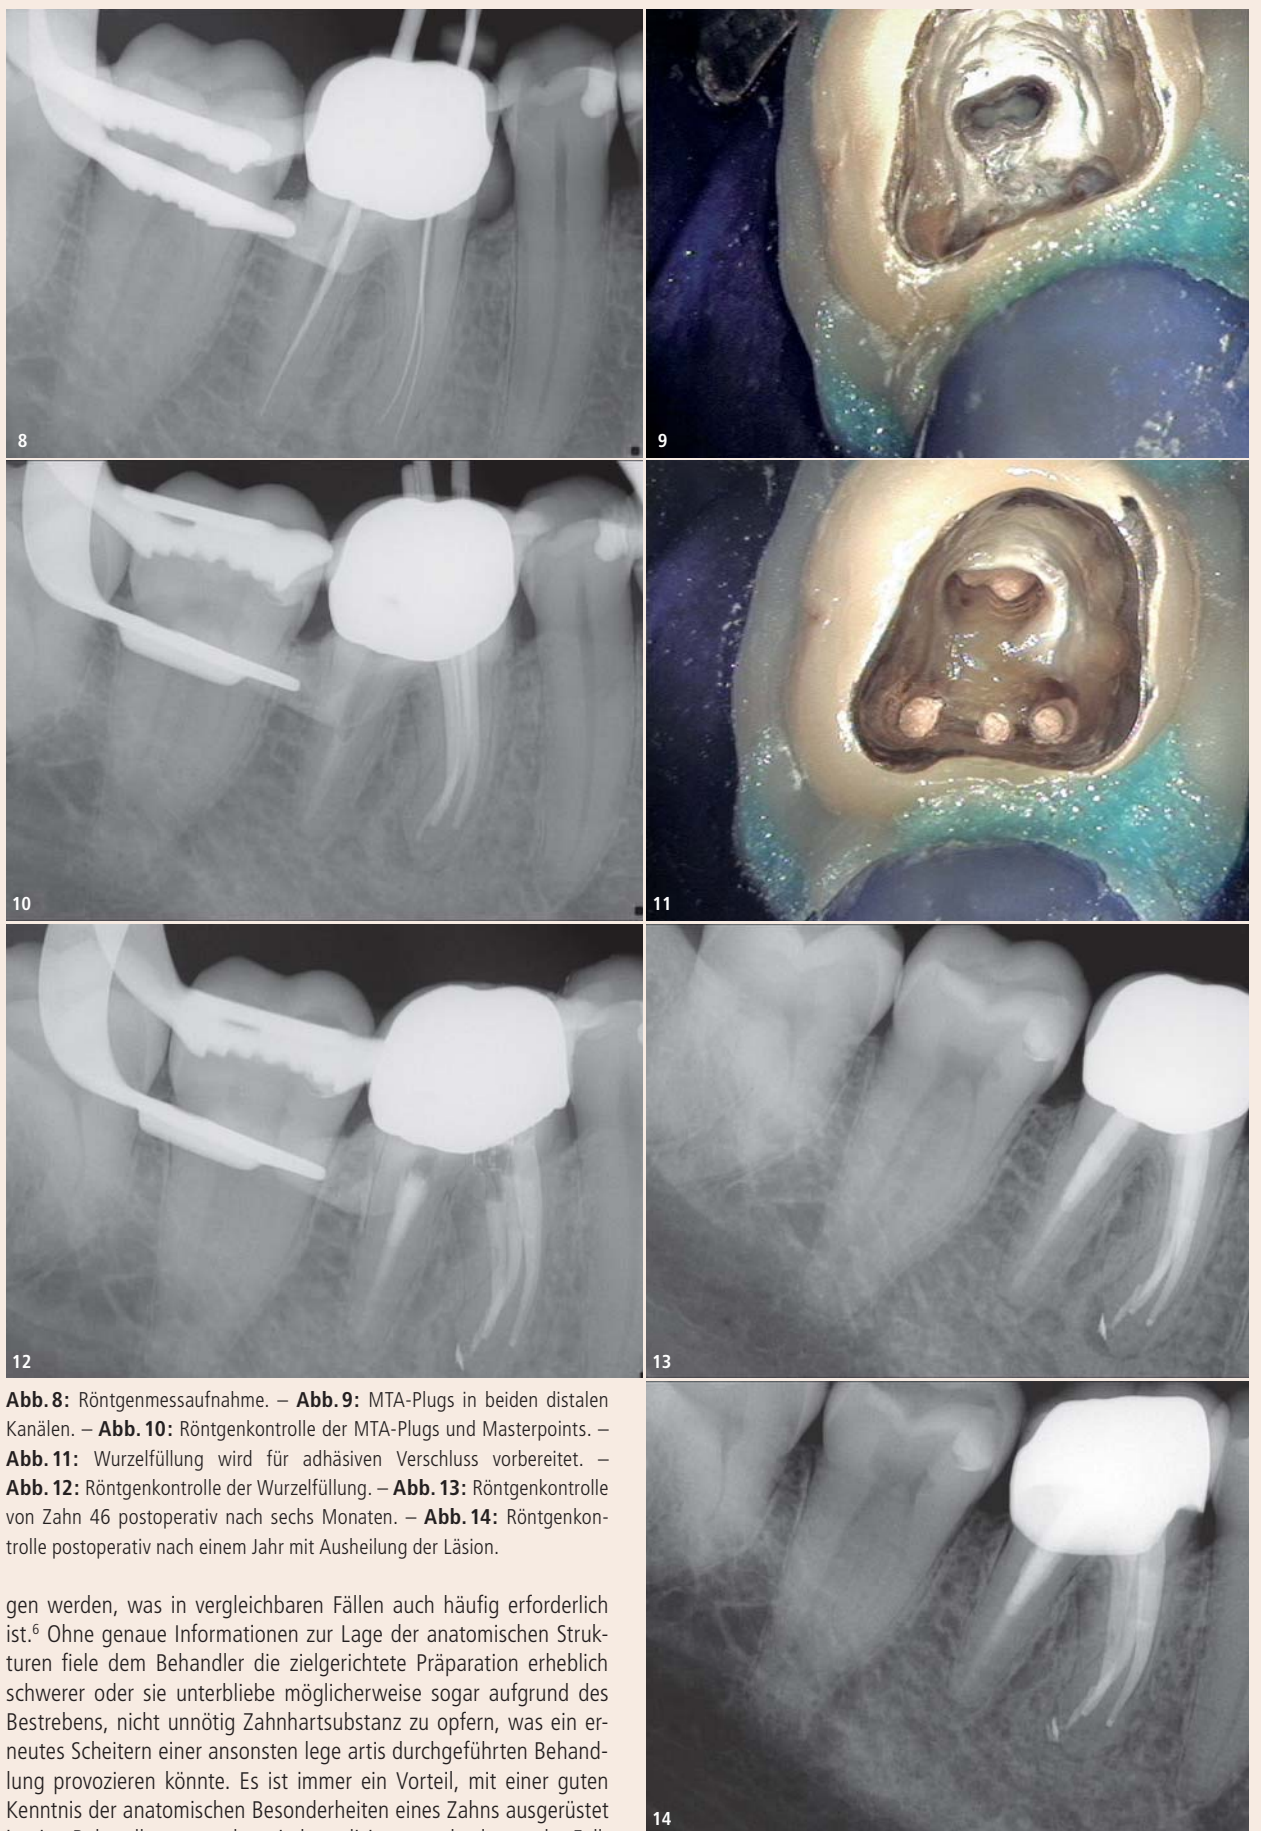 8
9
10
11
12
13
Abb. 8: Röntgenmessaufnahme. – Abb. 9: MTA-Plugs in beiden distalen
Kanälen. – Abb. 10: Röntgenkontrolle der MTA-Plugs und Masterpoints. –
Abb. 11: Wurzelfüllung wird für adhäsiven Verschluss vorbereitet. –
Abb. 12: Röntgenkontrolle der Wurzelfüllung. – Abb. 13: Röntgenkontrolle
von Zahn 46 postoperativ nach sechs Monaten. – Abb. 14: Röntgenkon-
trolle postoperativ nach einem Jahr mit Ausheilung der Läsion.
gen werden, was in vergleichbaren Fällen auch häufig erforderlich
ist.⁶ Ohne genaue Informationen zur Lage der anatomischen Struk-
turen fiele dem Behandler die zielgerichtete Präparation erheblich
schwerer oder sie unterbliebe möglicherweise sogar aufgrund des
Bestrebens, nicht unnötig Zahnhartsubstanz zu opfern, was ein er-
neutes Scheitern einer ansonsten lege artis durchgeführten Behand-
lung provozieren könnte. Es ist immer ein Vorteil, mit einer guten
Kenntnis der anatomischen Besonderheiten eines Zahns ausgerüstet
14